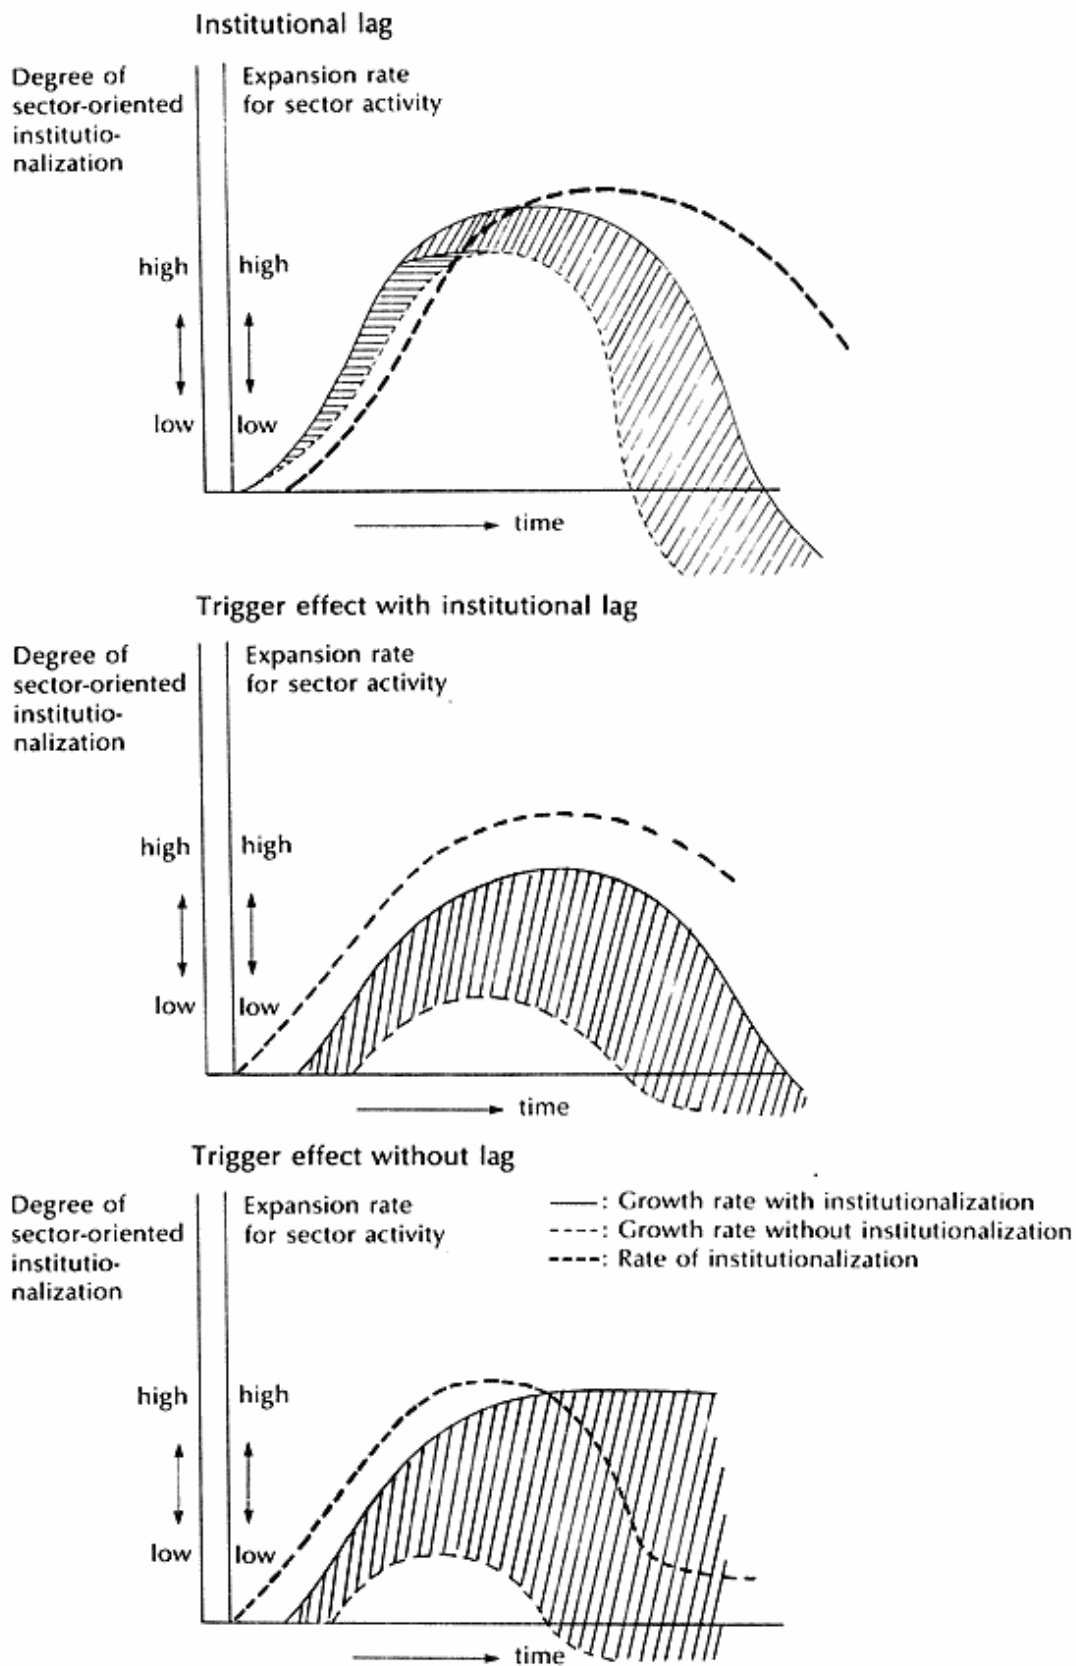 Institutional lag
Degree of
sector-oriented
institutio-
nalization
Expansion rate
for sector activity
high
high
low
low
time
Trigger effect with institutional lag
Degree of
sector-oriented
institutio-
nalization
Expansion rate
for sector activity
high
high
low
low
time
Trigger effect without lag
Degree of
sector-oriented
institutio-
nalization
Expansion rate
for sector activity
: Growth rate with institutionalization
: Growth rate without institutionalization
: Rate of institutionalization
high
high
low
low
time